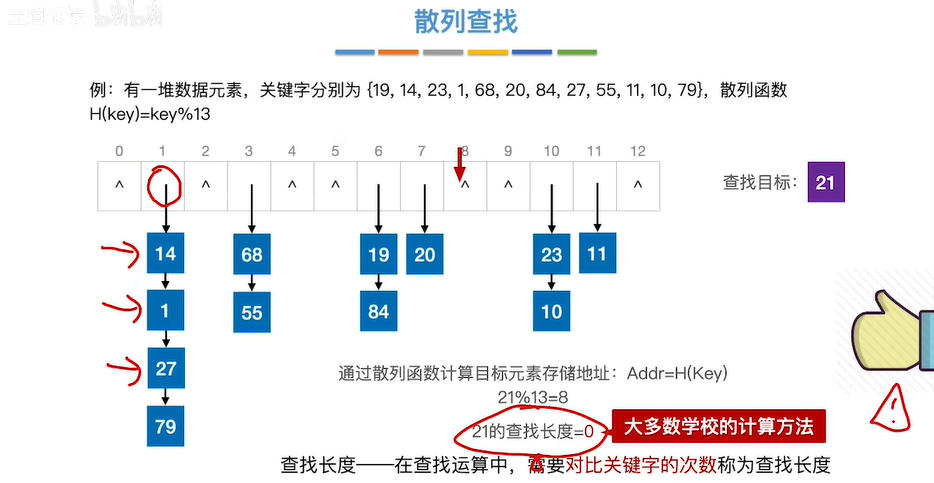 王道论坛 bilibili
散列查找
例：有一堆数据元素，关键字分别为 {19, 14, 23, 1, 68, 20, 84, 27, 55, 11, 10, 79}，散列函数
H(key)=key%13
0 1 2 3 4 5 6 7 8 9 10 11 12
^ ^ ^ ^ ^ ^ ^
查找目标： 21
14 68 19 20 23 11
1 55 84 10
27
79
通过散列函数计算目标元素存储地址：Addr=H(Key)
21%13=8
21的查找长度=0 大多数学校的计算方法
查找长度——在查找运算中，需要对比关键字的次数称为查找长度